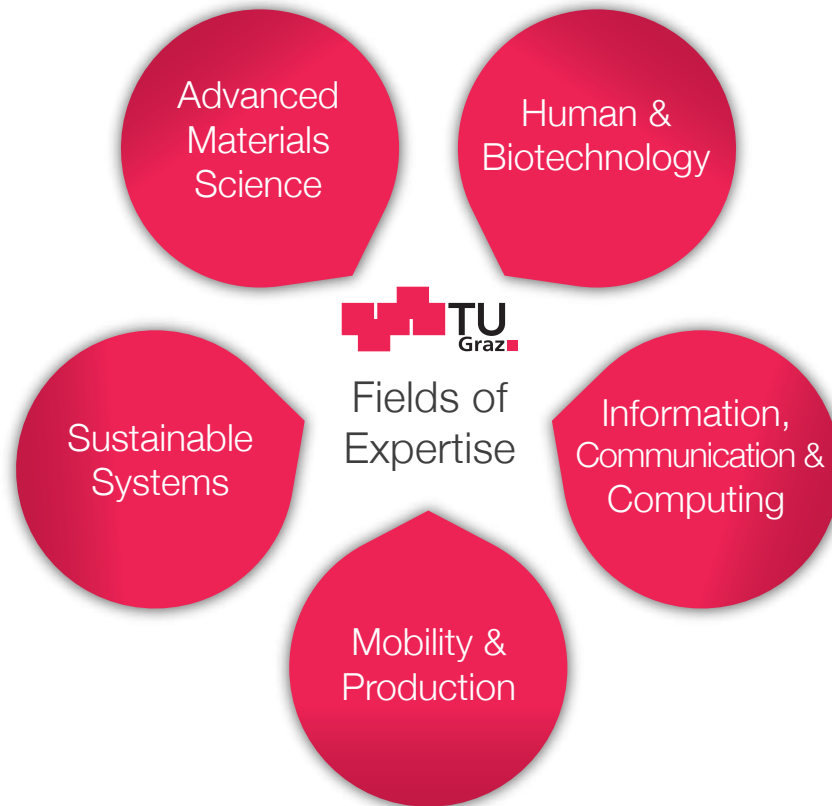 Advanced
Materials
Science
Human &
Biotechnology
TU
Graz
Fields of
Expertise
Sustainable
Systems
Information,
Communication &
Computing
Mobility &
Production